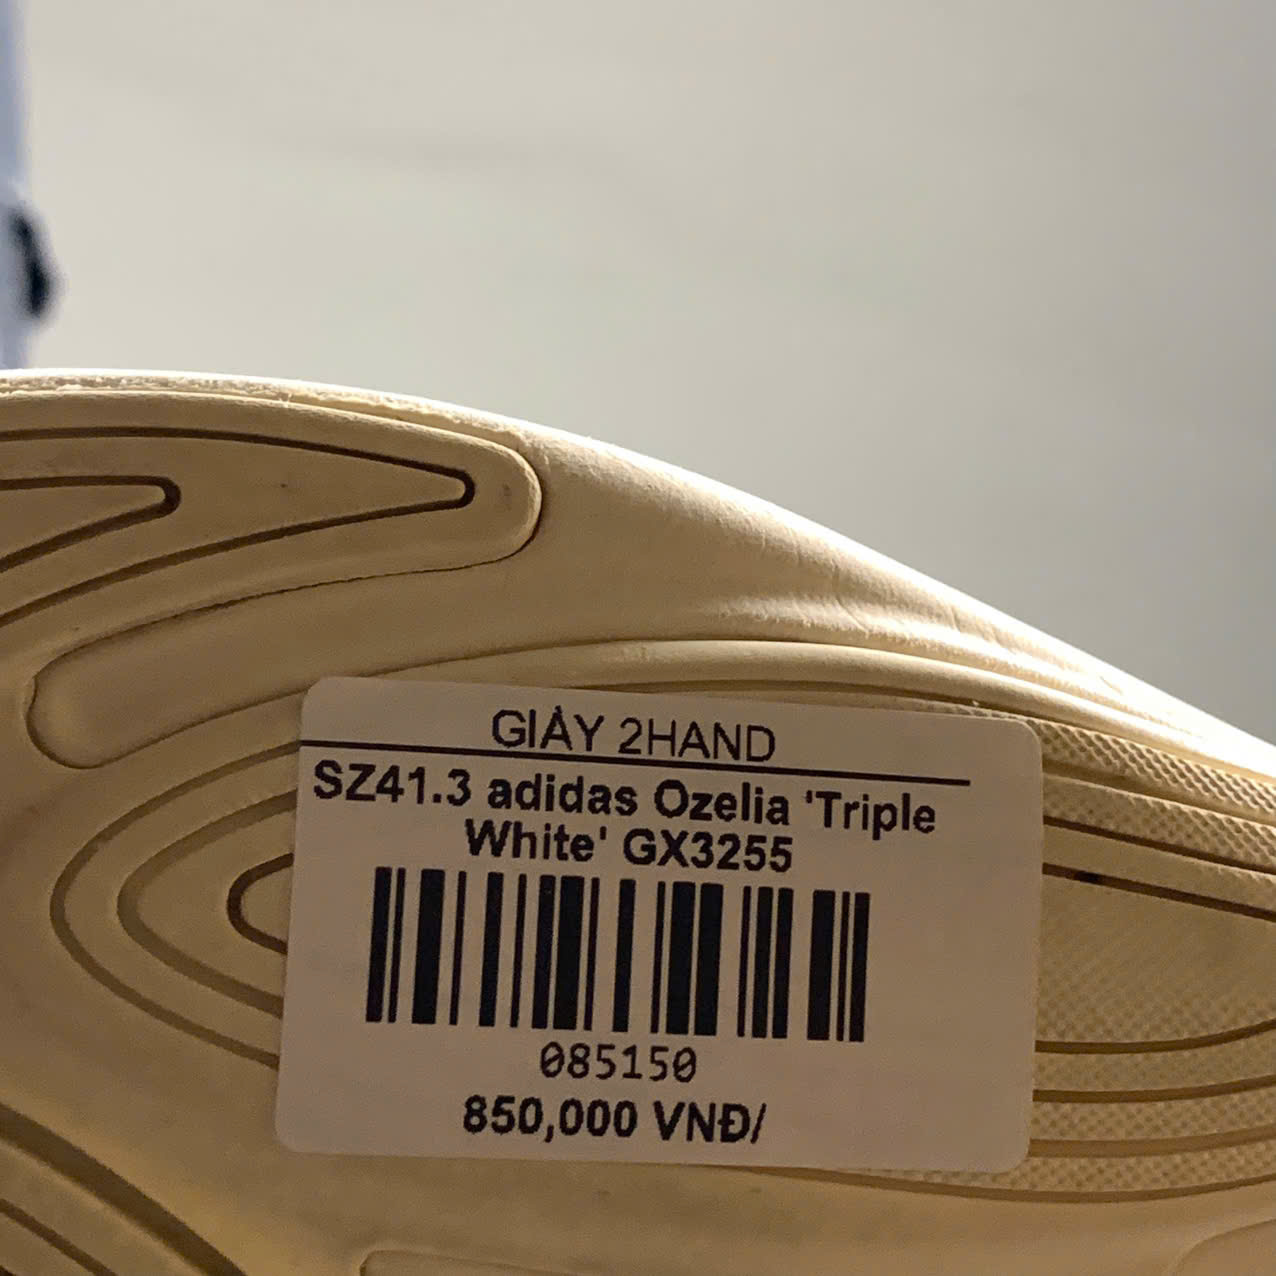 GIÀY 2HAND
SZ41.3 adidas Ozelia 'Triple
White' GX3255
085150
850,000 VNĐ/